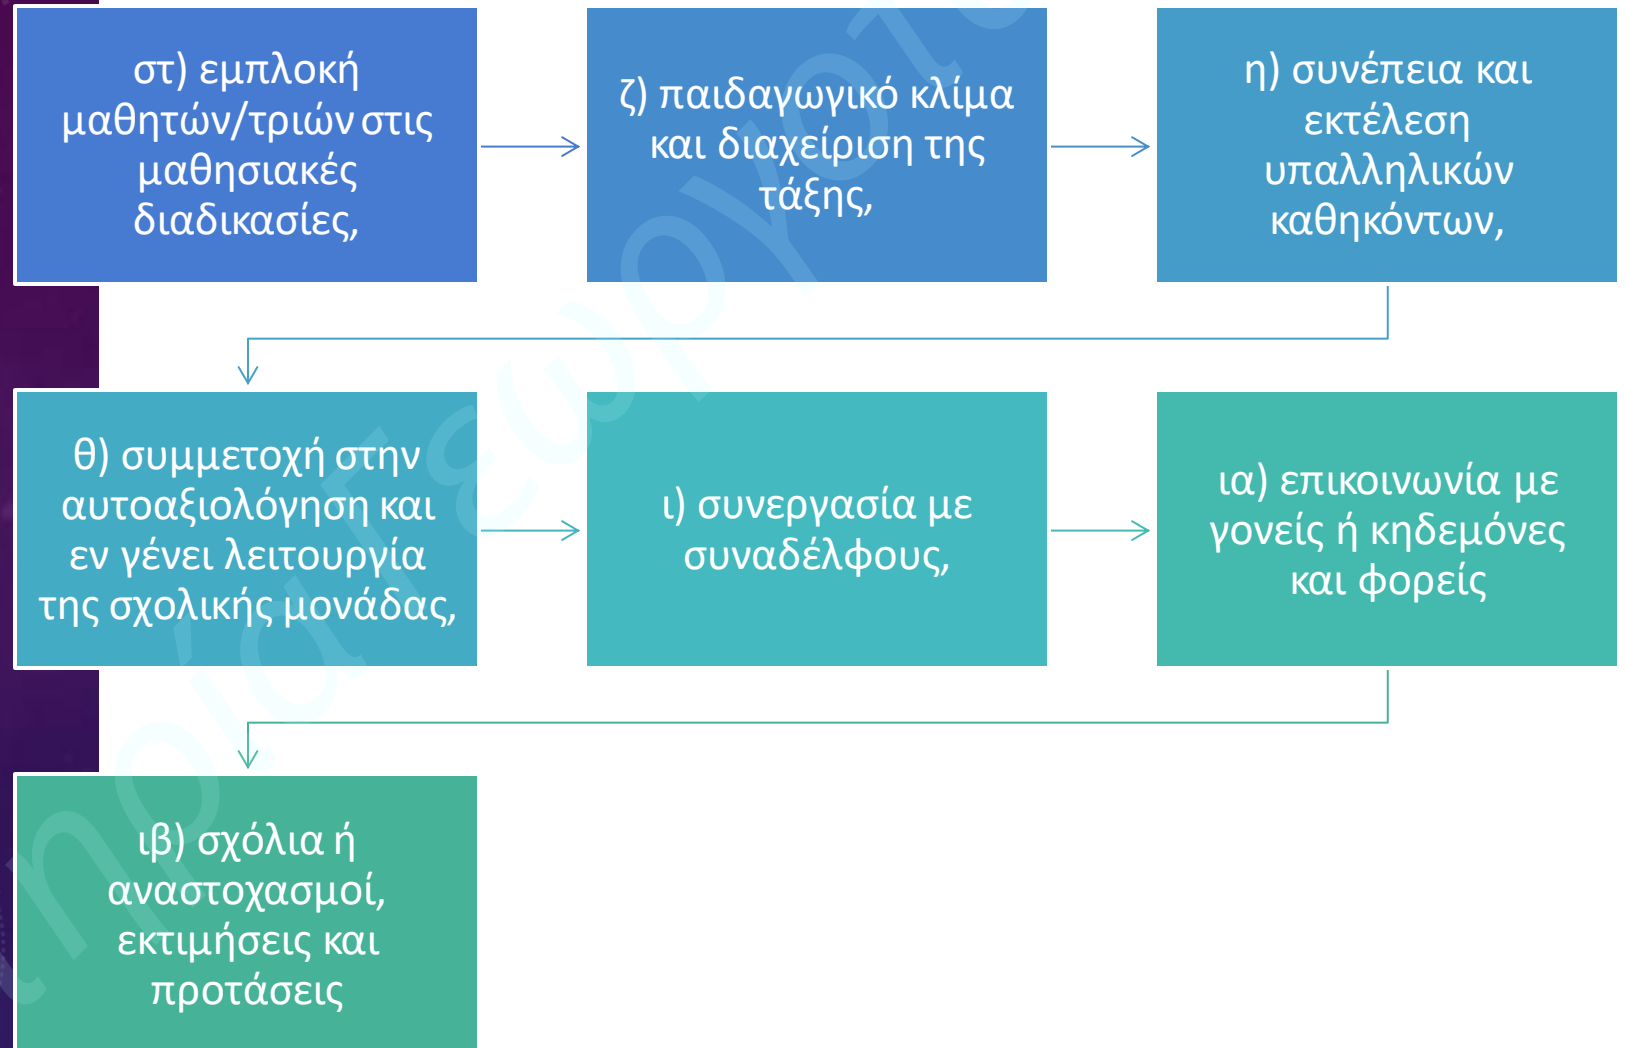 στ) εμπλοκή
μαθητών/τριών στις
μαθησιακές
διαδικασίες,
ζ) παιδαγωγικό κλίμα
και διαχείριση της
τάξης,
η) συνέπεια και
εκτέλεση
υπαλληλικών
καθηκόντων,
θ) συμμετοχή στην
αυτοαξιολόγηση και
εν γένει λειτουργία
της σχολικής μονάδας,
ι) συνεργασία με
συναδέλφους,
ια) επικοινωνία με
γονείς ή κηδεμόνες
και φορείς
ιβ) σχόλια ή
αναστοχασμοί,
εκτιμήσεις και
προτάσεις